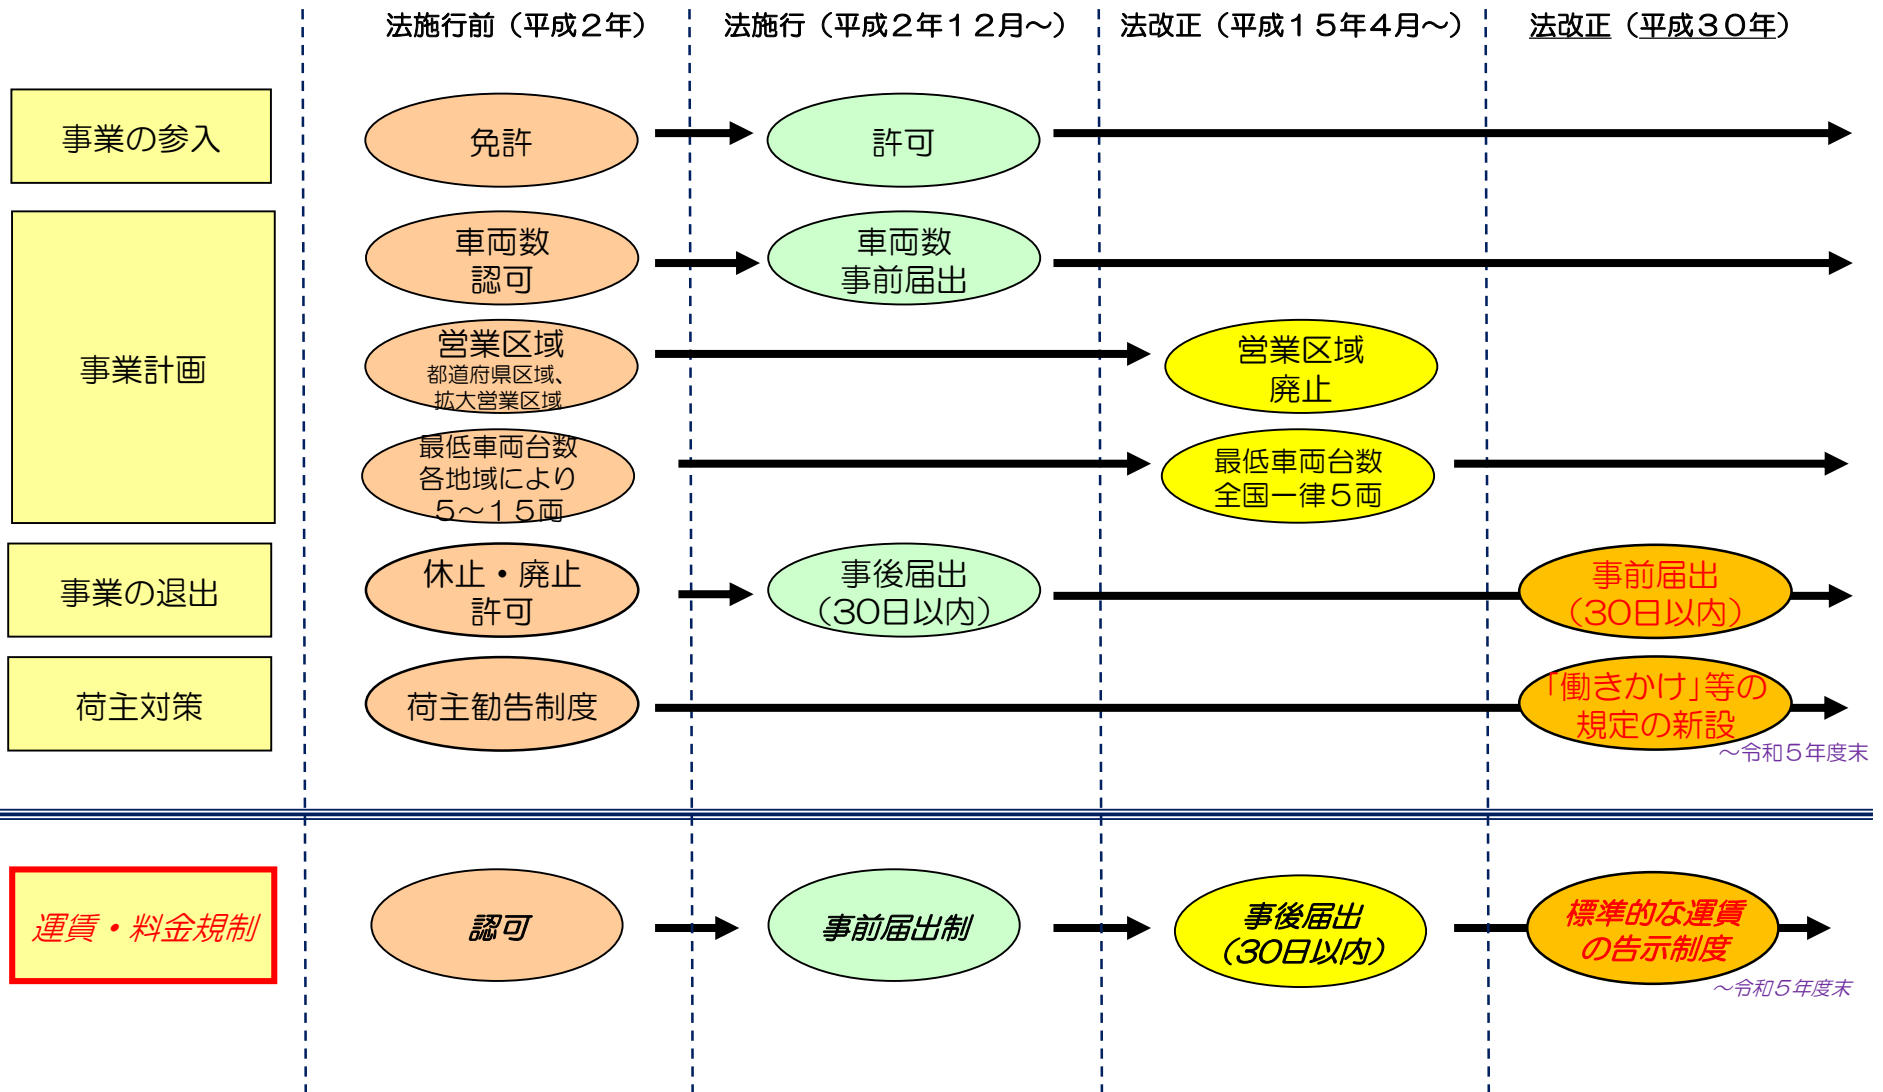 法施行前（平成２年）
法施行（平成２年１２月～）
法改正（平成１５年４月～）
法改正（平成３０年）
事業の参入
免許
許可
事業計画
車両数
認可
車両数
事前届出
営業区域
都道府県区域、
拡大営業区域
営業区域
廃止
最低車両台数
各地域により
５～１５両
最低車両台数
全国一律５両
事業の退出
休止・廃止
許可
事後届出
（30日以内）
事前届出
（30日以内）
荷主対策
荷主勧告制度
「働きかけ」等の
規定の新設
～令和５年度末
運賃・料金規制
認可
事前届出制
事後届出
（30日以内）
標準的な運賃
の告示制度
～令和５年度末